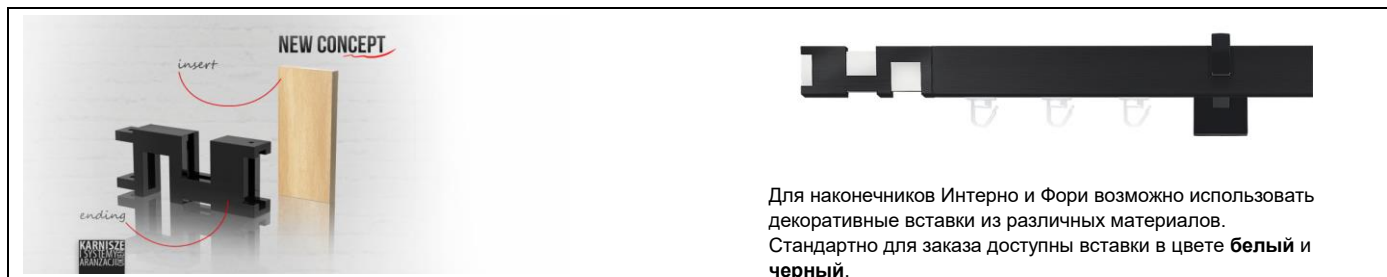 NEW CONCEPT
insert
ending
KARNISZE
I SYSTEMY
ARANŻACJI
Для наконечников Интерно и Фори возможно использовать
декоративные вставки из различных материалов.
Стандартно для заказа доступны вставки в цвете белый и
черный.